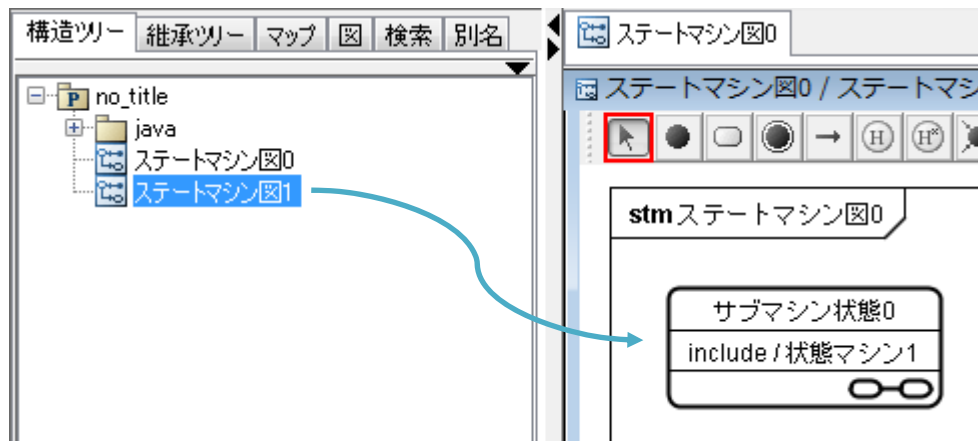 構造ツリー 継承ツリー マップ 図 検索 別名
no_title
java
ステートマシン図0
ステートマシン図1
ステートマシン図0
ステートマシン図0 / ステートマシ
H H*
stm ステートマシン図0
サブマシン状態0
include / 状態マシン1